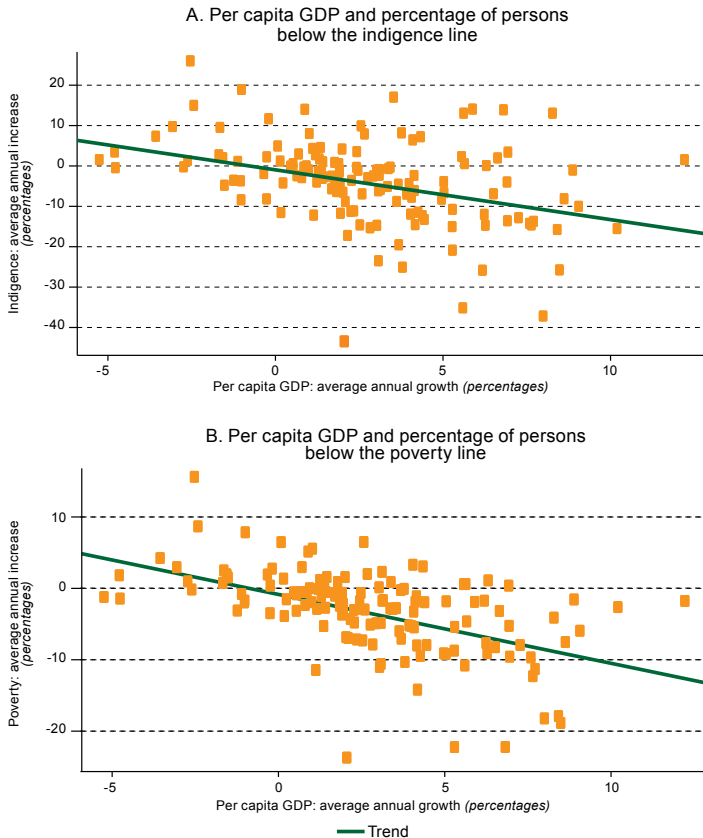 A. Per capita GDP and percentage of persons
below the indigence line
Indigence: average annual increase
(percentages)
20
10
0
-10
-20
-30
-40
-5 0 5 10
Per capita GDP: average annual growth (percentages)
B. Per capita GDP and percentage of persons
below the poverty line
Poverty: average annual increase
(percentages)
10
0
-10
-20
-5 0 5 10
Per capita GDP: average annual growth (percentages)
Trend